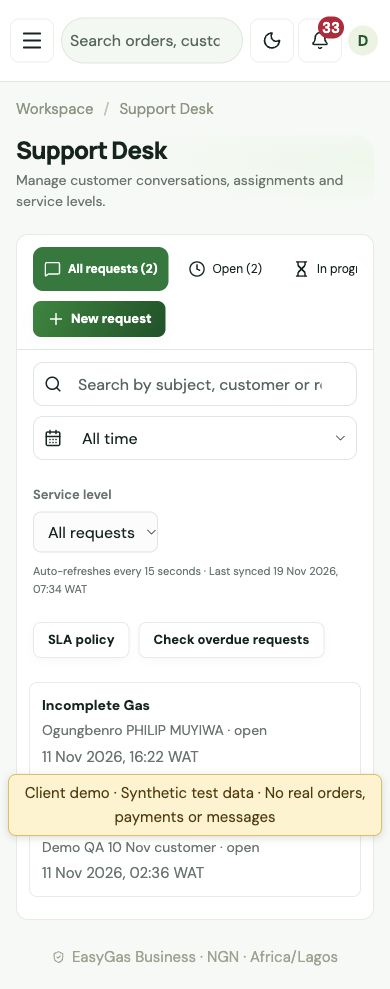 Search orders, custo
33
D
Workspace / Support Desk
Support Desk
Manage customer conversations, assignments and
service levels.
All requests (2)
Open (2)
In progr
New request
Search by subject, customer or r
All time
Service level
All requests
Auto-refreshes every 15 seconds · Last synced 19 Nov 2026,
07:34 WAT
SLA policy
Check overdue requests
Incomplete Gas
Ogungbenro PHILIP MUYIWA · open
11 Nov 2026, 16:22 WAT
Client demo · Synthetic test data · No real orders,
payments or messages
Demo QA 10 Nov customer · open
11 Nov 2026, 02:36 WAT
EasyGas Business · NGN · Africa/Lagos